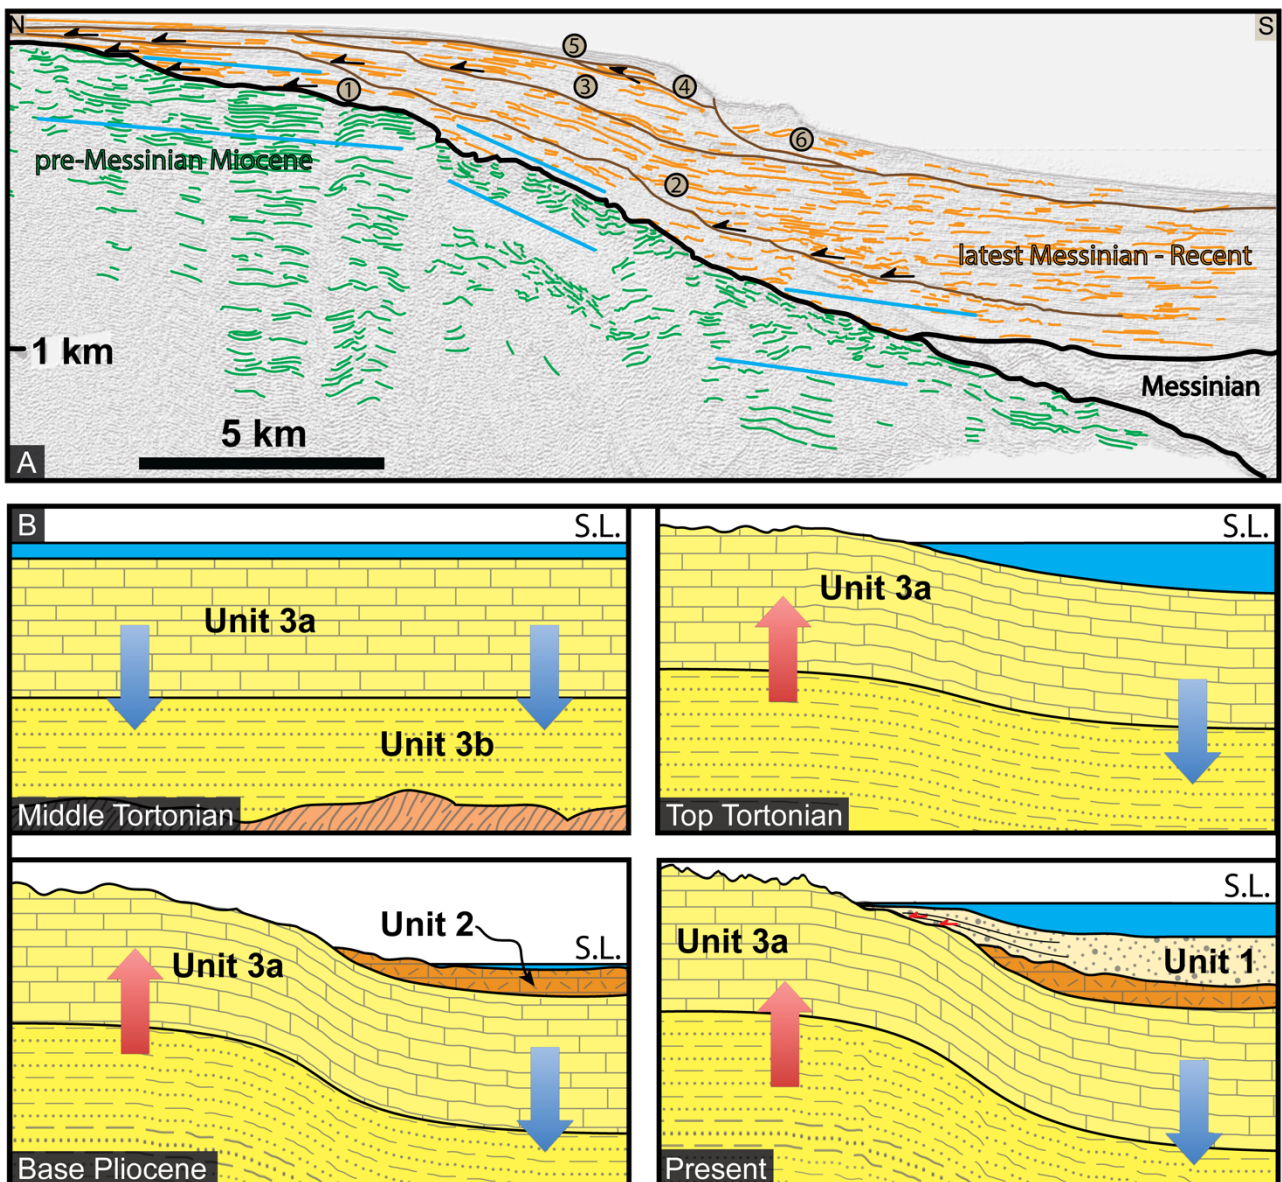 N
S
5
1
3
4
6
pre-Messinian Miocene
2
latest Messinian - Recent
1 km
Messinian
5 km
A
B
S.L.
Unit 3a
Unit 3b
Middle Tortonian
S.L.
Unit 3a
Top Tortonian
Unit 2
S.L.
Unit 3a
Base Pliocene
S.L.
Unit 3a
Unit 1
Present